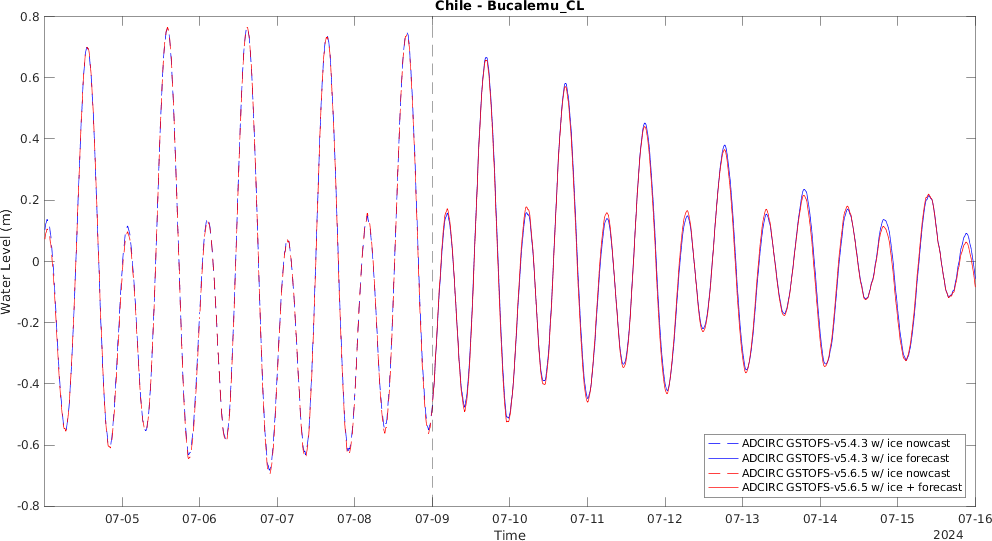 Chile - Bucalemu_CL
0.8
0.6
0.4
0.2
0
-0.2
-0.4
-0.6
-0.8
Water Level (m)
ADCIRC GSTOFS-v5.4.3 w/ ice nowcast
ADCIRC GSTOFS-v5.4.3 w/ ice forecast
ADCIRC GSTOFS-v5.6.5 w/ ice nowcast
ADCIRC GSTOFS-v5.6.5 w/ ice + forecast
07-05 07-06 07-07 07-08 07-09 07-10 07-11 07-12 07-13 07-14 07-15 07-16
Time
2024